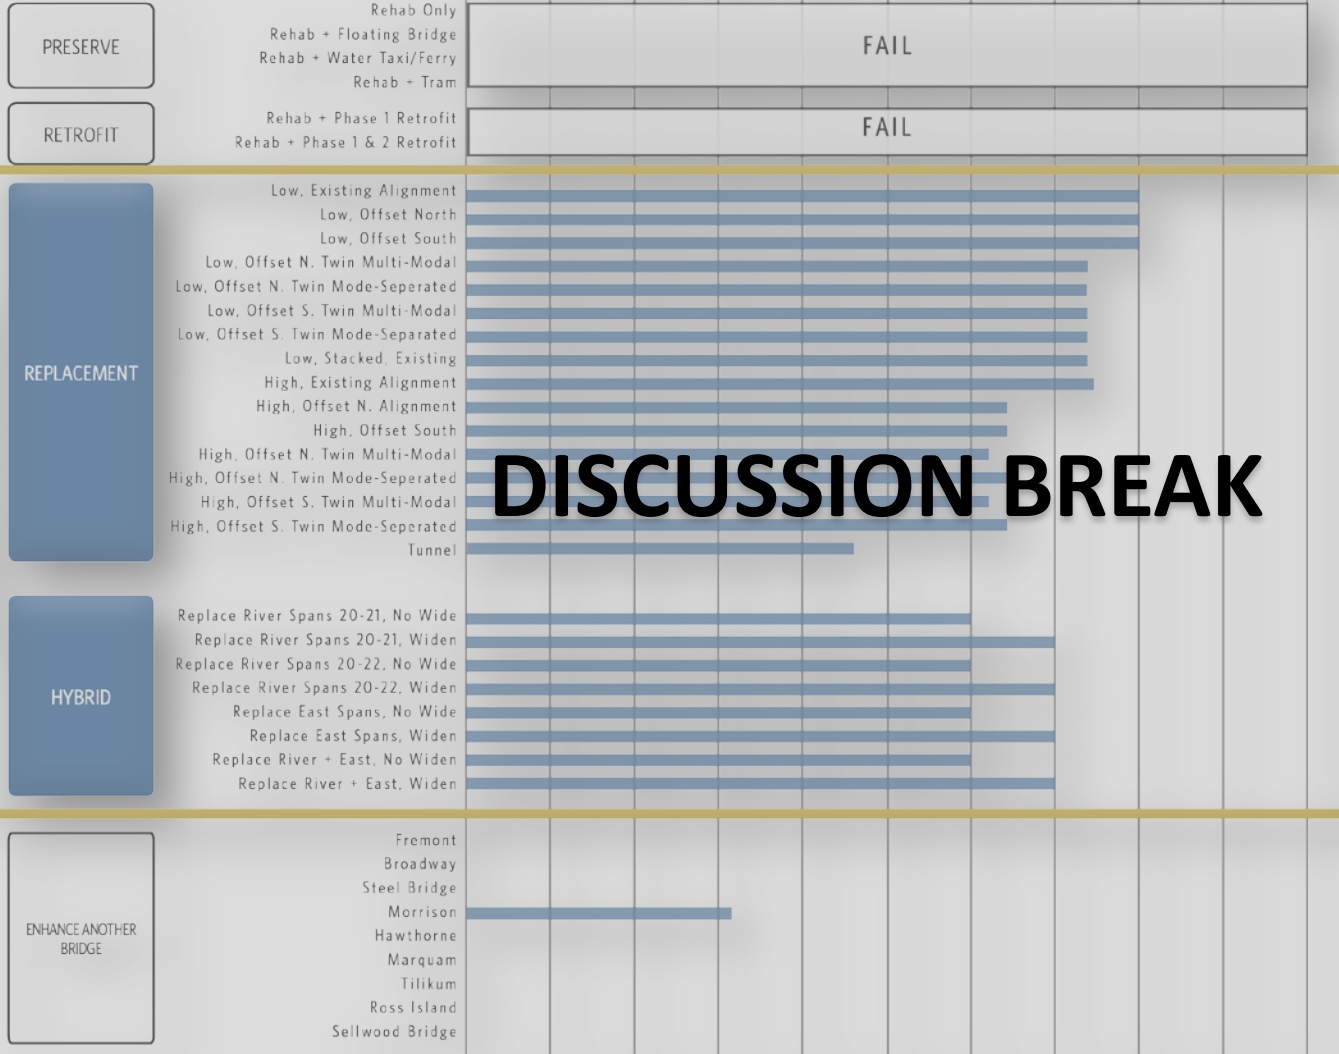 PRESERVE
Rehab Only
Rehab + Floating Bridge
Rehab + Water Taxi/Ferry
Rehab + Tram
FAIL
RETROFIT
Rehab + Phase 1 Retrofit
Rehab + Phase 1 & 2 Retrofit
FAIL
REPLACEMENT
Low, Existing Alignment
Low, Offset North
Low, Offset South
Low, Offset N. Twin Multi-Modal
Low, Offset N. Twin Mode-Seperated
Low, Offset S. Twin Multi-Modal
Low, Offset S. Twin Mode-Separated
Low, Stacked, Existing
High, Existing Alignment
High, Offset N. Alignment
High, Offset South
High, Offset N. Twin Multi-Modal
High, Offset N. Twin Mode-Seperated
High, Offset S. Twin Multi-Modal
High, Offset S. Twin Mode-Seperated
Tunnel
DISCUSSION BREAK
HYBRID
Replace River Spans 20-21, No Wide
Replace River Spans 20-21, Widen
Replace River Spans 20-22, No Wide
Replace River Spans 20-22, Widen
Replace East Spans, No Wide
Replace East Spans, Widen
Replace River + East, No Widen
Replace River + East, Widen
ENHANCE ANOTHER
BRIDGE
Fremont
Broadway
Steel Bridge
Morrison
Hawthorne
Marquam
Tilikum
Ross Island
Sellwood Bridge